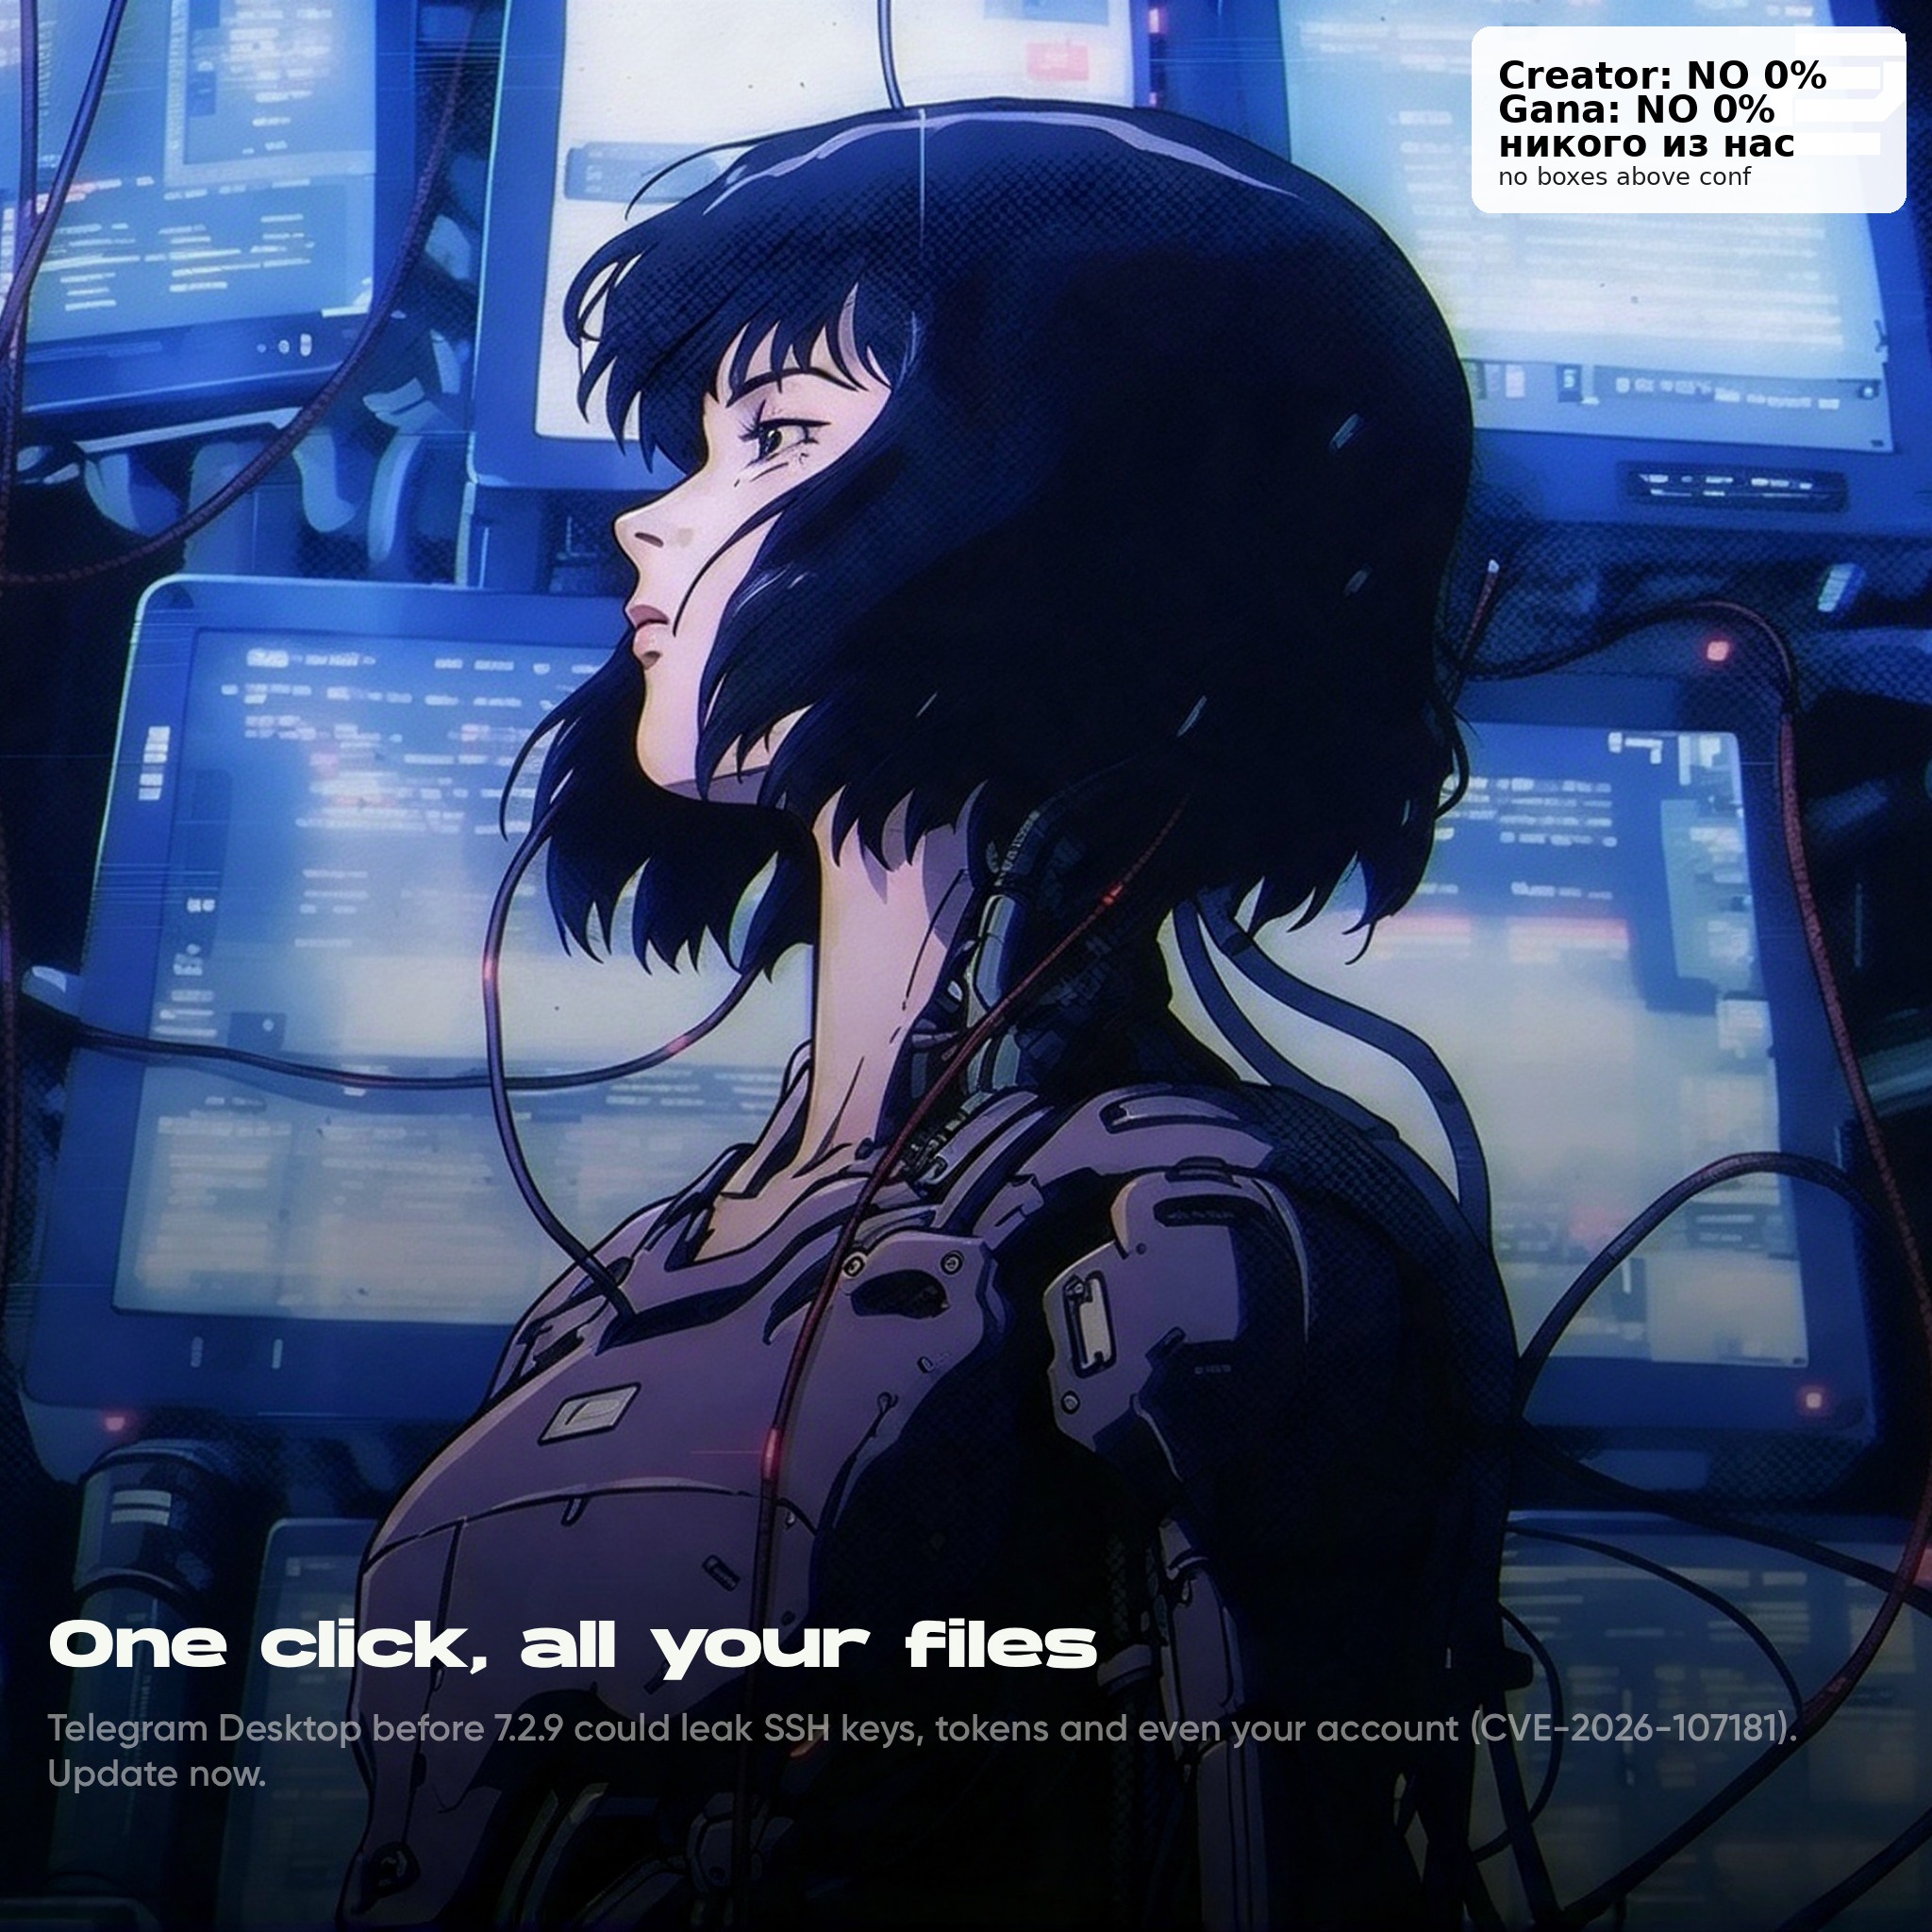 Creator: NO 0%
Gana: NO 0%
никого из нас
no boxes above conf
One click, all your files
Telegram Desktop before 7.2.9 could leak SSH keys, tokens and even your account (CVE-2026-107181).
Update now.